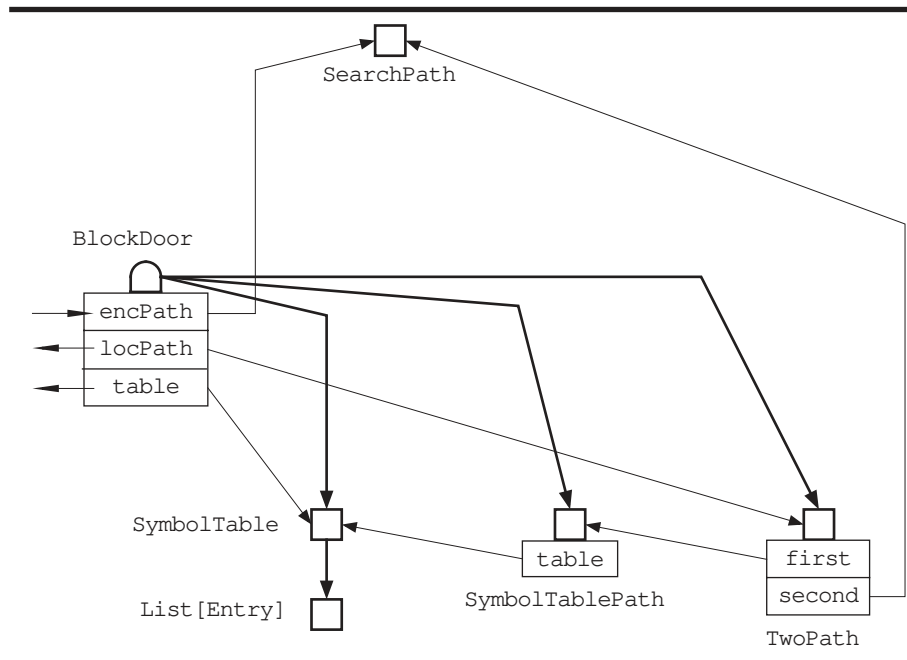 SearchPath
BlockDoor
encPath
locPath
table
SymbolTable
table
first
SymbolTablePath
second
List[Entry]
TwoPath